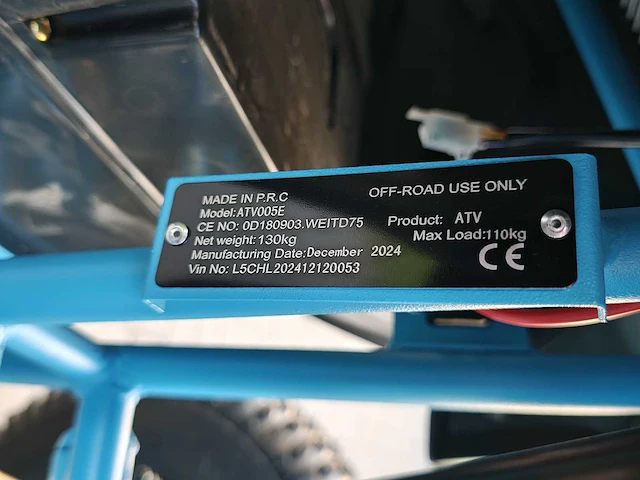 MADE IN P.R.C OFF-ROAD USE ONLY
Model:ATV005E
CE NO: 0D180903.WEITD75 Product: ATV
Net weight:130kg Max Load:110kg
Manufacturing Date:December 2024
Vin No: L5CHL202412120053 CE